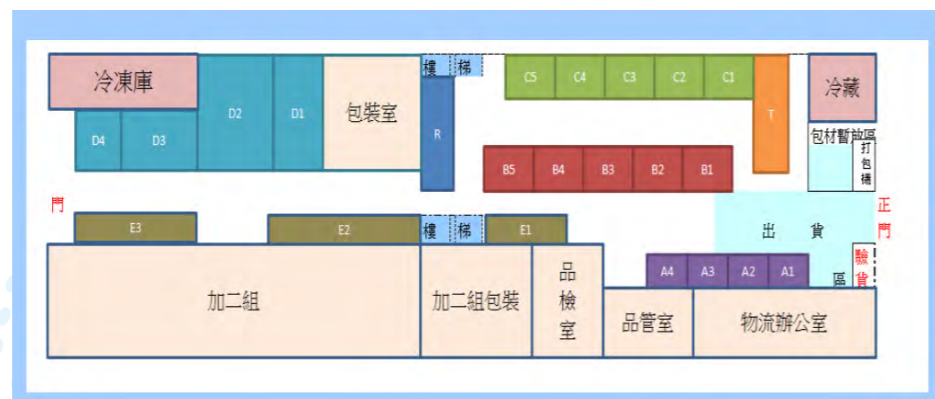 冷凍庫
D4
D3
D2
D1
包裝室
樓 梯
R
C5
C4
C3
C2
C1
T
冷藏
包材暫放區
打包機
B5
B4
B3
B2
B1
門
正門
E3
E2
樓 梯
E1
出 貨
區
驗貨
A4
A3
A2
A1
加二組
加二組包裝
品檢室
品管室
物流辦公室